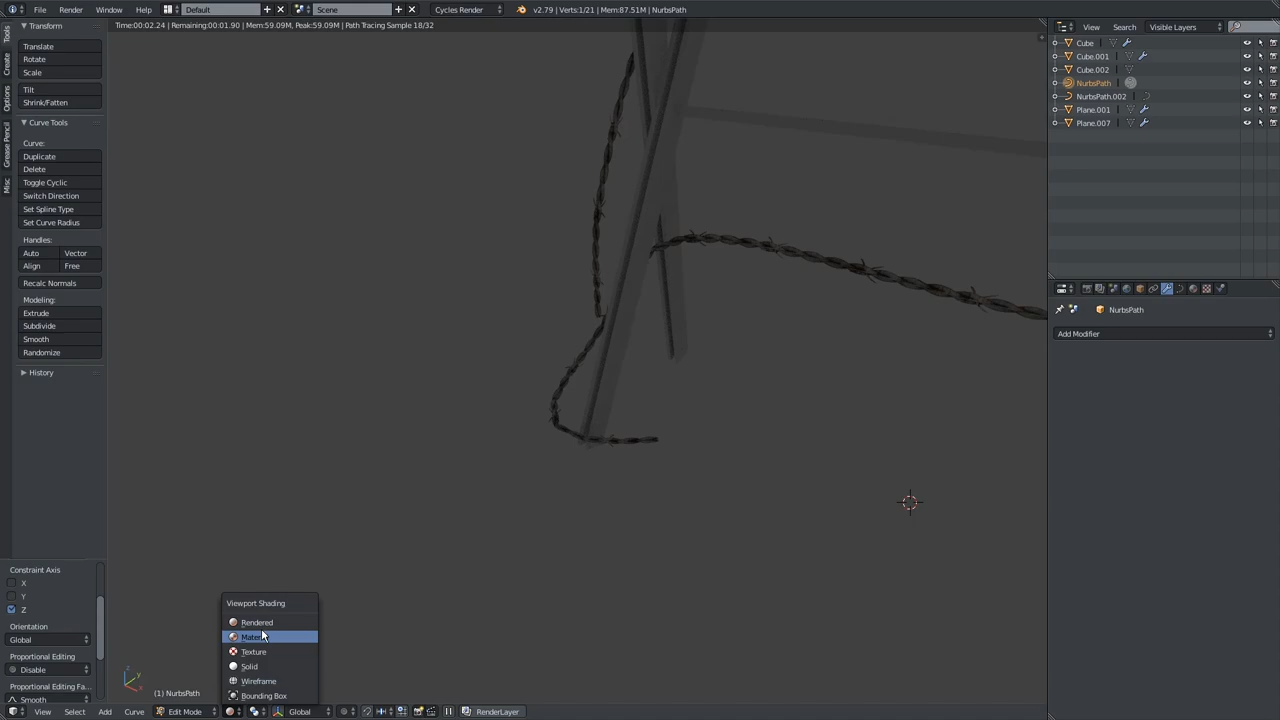 File Render Window Help Default Scene Cycles Render v2.79 | Verts:1/21 | Mem:87.51M | NurbsPath
Time:00:02.24 | Remaining:00:01.90 | Mem:59.09M, Peak:59.09M | Path Tracing Sample 18/32
View Search Visible Layers
Tools
Create
Options
Grease Pencil
Misc
Transform
Translate
Rotate
Scale
Tilt
Shrink/Fatten
Curve Tools
Curve:
Duplicate
Delete
Toggle Cyclic
Switch Direction
Set Spline Type
Set Curve Radius
Handles:
Auto Vector
Align Free
Recalc Normals
Modeling:
Extrude
Subdivide
Smooth
Randomize
History
Constraint Axis
X
Y
Z
Orientation
Global
Proportional Editing
Disable
Proportional Editing Fa...
Smooth
Cube
Cube.001
Cube.002
NurbsPath
NurbsPath.002
Plane.001
Plane.007
NurbsPath
Add Modifier
Viewport Shading
Rendered
Texture
Solid
Wireframe
Bounding Box
z
x
(1) NurbsPath
View Select Add Curve Edit Mode Global RenderLayer